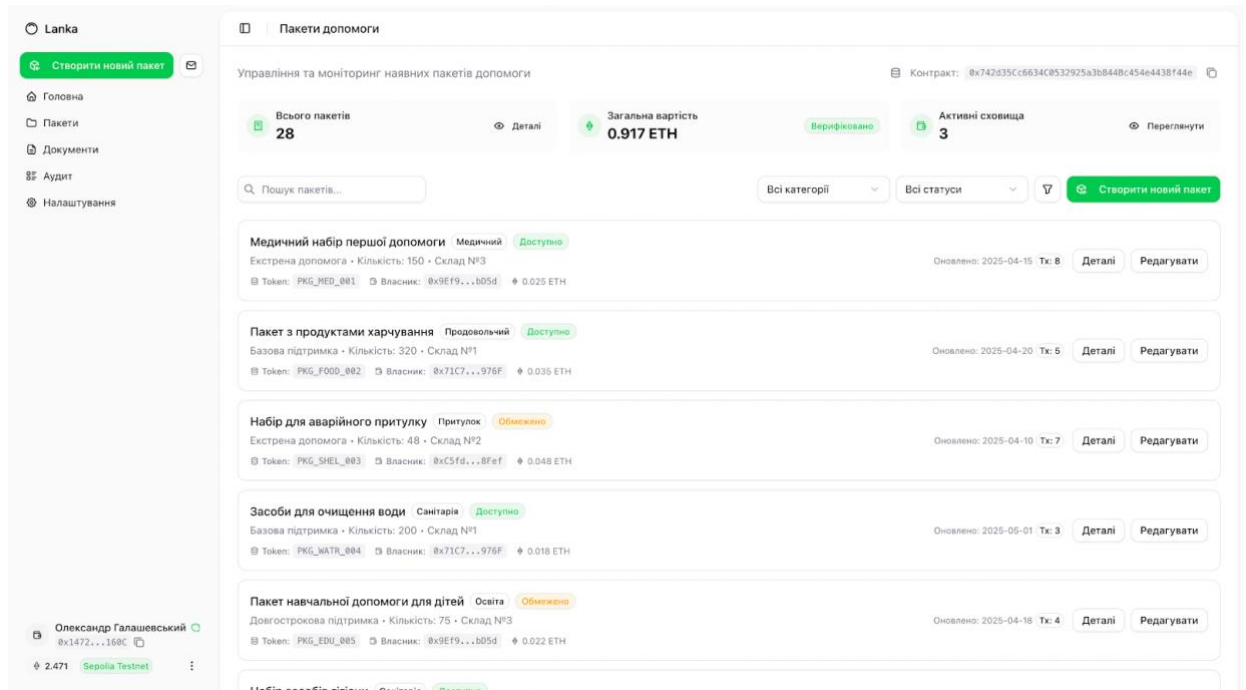 Lanka
Створити новий пакет
Головна
Пакети
Документи
Аудит
Налаштування
Олександр Галашевський
0x1472...160C
2.471 Sepolia Testnet
Пакети допомоги
Управління та моніторинг наявних пакетів допомоги
Контракт: 0x742d35Cc6634C0532925a3b844Bc454e4438f44e
Всього пакетів
28
Деталі
Загальна вартість
0.917 ETH
Верифіковано
Активні сховища
3
Переглянути
Пошук пакетів...
Всі категорії
Всі статуси
Створити новий пакет
Медичний набір першої допомоги Медичний Доступно
Екстрена допомога • Кількість: 150 • Склад №3
Token: PKG_MED_001 Власник: 0x9Ef9...bD5d 0.025 ETH
Оновлено: 2025-04-15 Tx: 8 Деталі Редагувати
Пакет з продуктами харчування Продовольчий Доступно
Базова підтримка • Кількість: 320 • Склад №1
Token: PKG_FOOD_002 Власник: 0x71C7...976F 0.035 ETH
Оновлено: 2025-04-20 Tx: 5 Деталі Редагувати
Набір для аварійного притулку Притулок Обмежено
Екстрена допомога • Кількість: 48 • Склад №2
Token: PKG_SHEL_003 Власник: 0xC5fd...8Fef 0.048 ETH
Оновлено: 2025-04-10 Tx: 7 Деталі Редагувати
Засоби для очищення води Санітарія Доступно
Базова підтримка • Кількість: 200 • Склад №1
Token: PKG_WATR_004 Власник: 0x71C7...976F 0.018 ETH
Оновлено: 2025-05-01 Tx: 3 Деталі Редагувати
Пакет навчальної допомоги для дітей Освіта Обмежено
Довгострокова підтримка • Кількість: 75 • Склад №3
Token: PKG_EDU_005 Власник: 0x9Ef9...bD5d 0.022 ETH
Оновлено: 2025-04-18 Tx: 4 Деталі Редагувати